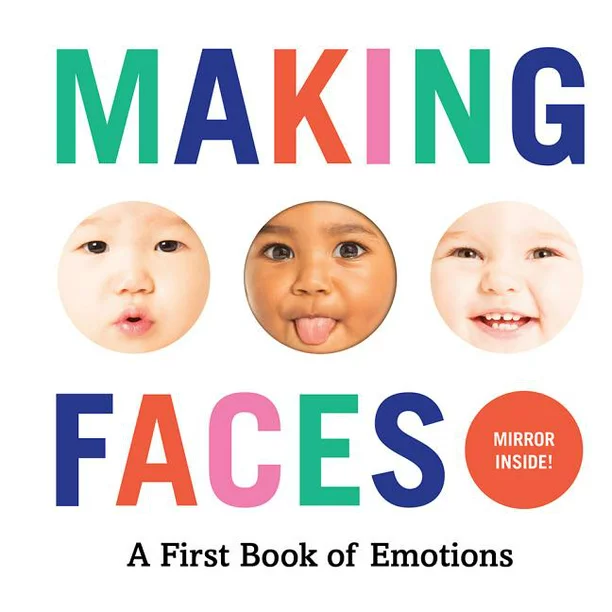 MAKING
FACES
MIRROR
INSIDE!
A First Book of Emotions